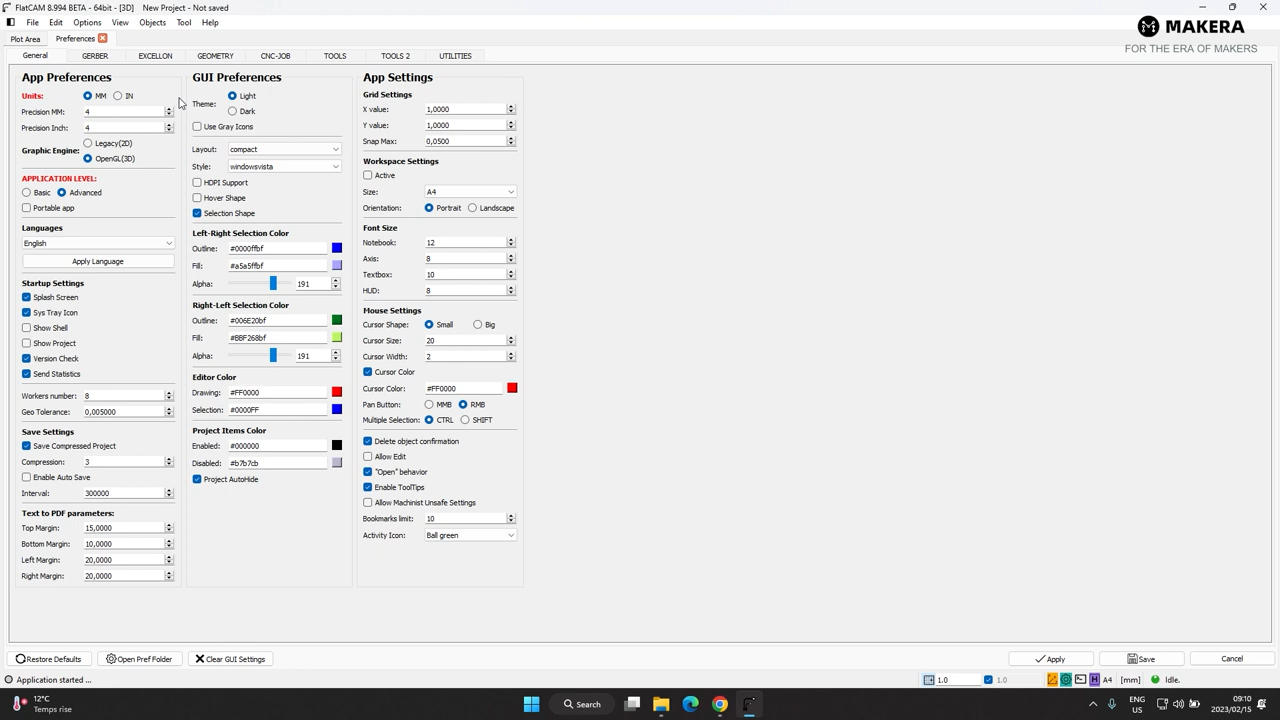 FlatCAM 8.994 BETA - 64bit - [3D] New Project - Not saved
File Edit Options View Objects Tool Help
MAKERA
FOR THE ERA OF MAKERS
Plot Area Preferences
General GERBER EXCELLON GEOMETRY CNC-JOB TOOLS TOOLS 2 UTILITIES
App Preferences
Units: MM IN
Precision MM: 4
Precision Inch: 4
Graphic Engine: Legacy(2D)
OpenGL(3D)
APPLICATION LEVEL:
Basic Advanced
Portable app
Languages
English
Apply Language
Startup Settings
Splash Screen
Sys Tray Icon
Show Shell
Show Project
Version Check
Send Statistics
Workers number: 8
Geo Tolerance: 0,005000
Save Settings
Save Compressed Project
Compression: 3
Enable Auto Save
Interval: 300000
Text to PDF parameters:
Top Margin: 15,0000
Bottom Margin: 10,0000
Left Margin: 20,0000
Right Margin: 20,0000
GUI Preferences
Theme: Light
Dark
Use Gray Icons
Layout: compact
Style: windowsvista
HDPI Support
Hover Shape
Selection Shape
Left-Right Selection Color
Outline: #0000ffbf
Fill: #a5a5ffbf
Alpha: 191
Right-Left Selection Color
Outline: #006E20bf
Fill: #BBF268bf
Alpha: 191
Editor Color
Drawing: #FF0000
Selection: #0000FF
Project Items Color
Enabled: #000000
Disabled: #b7b7cb
Project AutoHide
App Settings
Grid Settings
X value: 1,0000
Y value: 1,0000
Snap Max: 0,0500
Workspace Settings
Active
Size: A4
Orientation: Portrait Landscape
Font Size
Notebook: 12
Axis: 8
Textbox: 10
HUD: 8
Mouse Settings
Cursor Shape: Small Big
Cursor Size: 20
Cursor Width: 2
Cursor Color
Cursor Color: #FF0000
Pan Button: MMB RMB
Multiple Selection: CTRL SHIFT
Delete object confirmation
Allow Edit
"Open" behavior
Enable ToolTips
Allow Machinist Unsafe Settings
Bookmarks limit: 10
Activity Icon: Ball green
Restore Defaults Open Pref Folder Clear GUI Settings Apply Save Cancel
Application started ... 1.0 1.0 H A4 [mm] Idle.
12°C
Temps rise
Search
ENG
US
09:10
2023/02/15